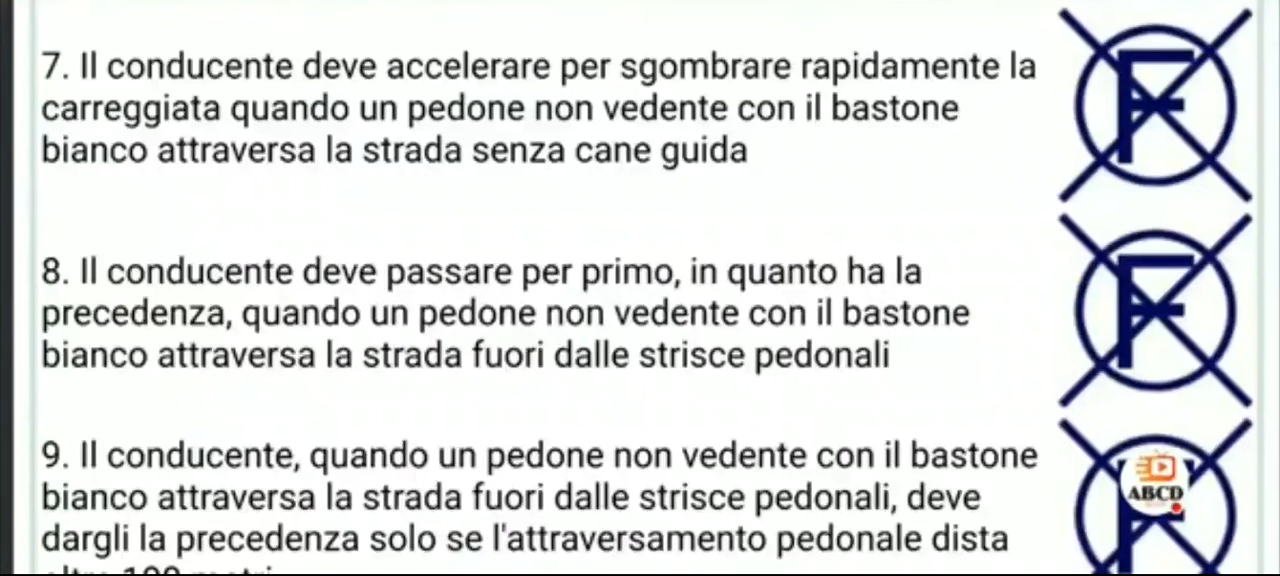 7. Il conducente deve accelerare per sgombrare rapidamente la
carreggiata quando un pedone non vedente con il bastone
bianco attraversa la strada senza cane guida
F
8. Il conducente deve passare per primo, in quanto ha la
precedenza, quando un pedone non vedente con il bastone
bianco attraversa la strada fuori dalle strisce pedonali
F
9. Il conducente, quando un pedone non vedente con il bastone
bianco attraversa la strada fuori dalle strisce pedonali, deve
dargli la precedenza solo se l'attraversamento pedonale dista
F
ABCD